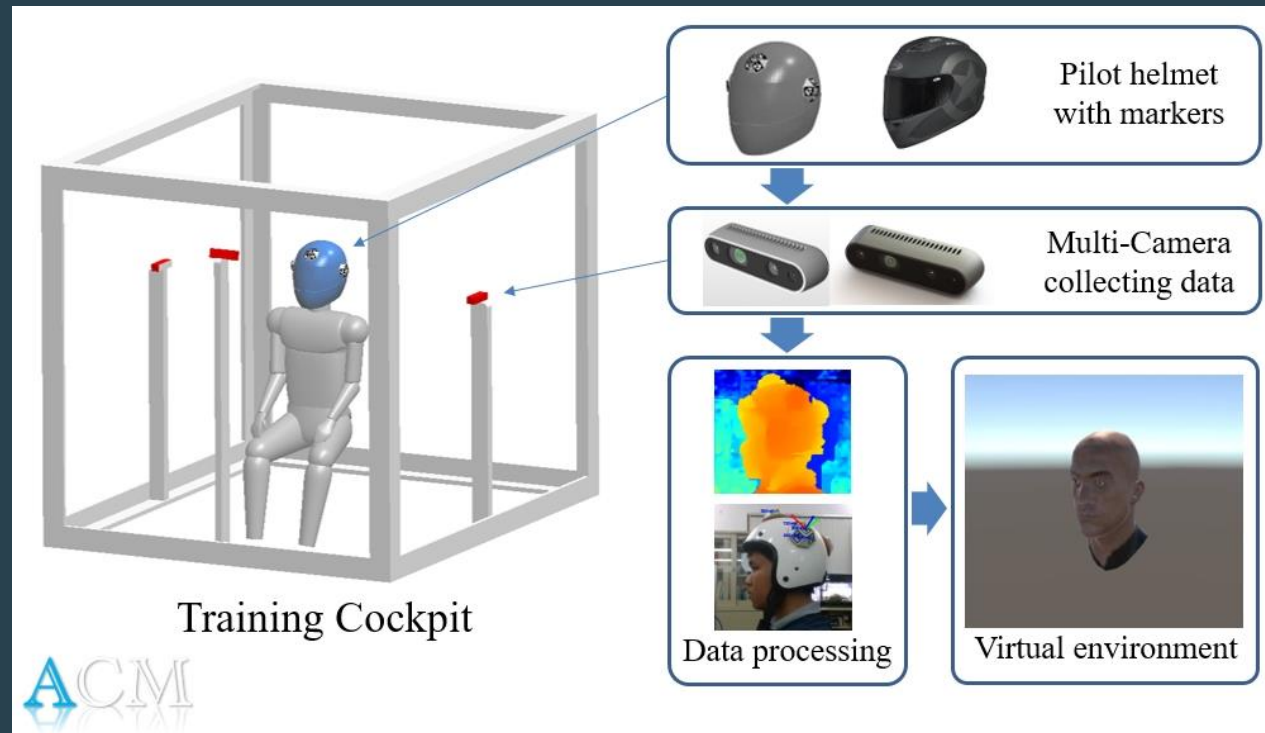 Pilot helmet
with markers
Multi-Camera
collecting data
Training Cockpit
Data processing
Virtual environment
ACM